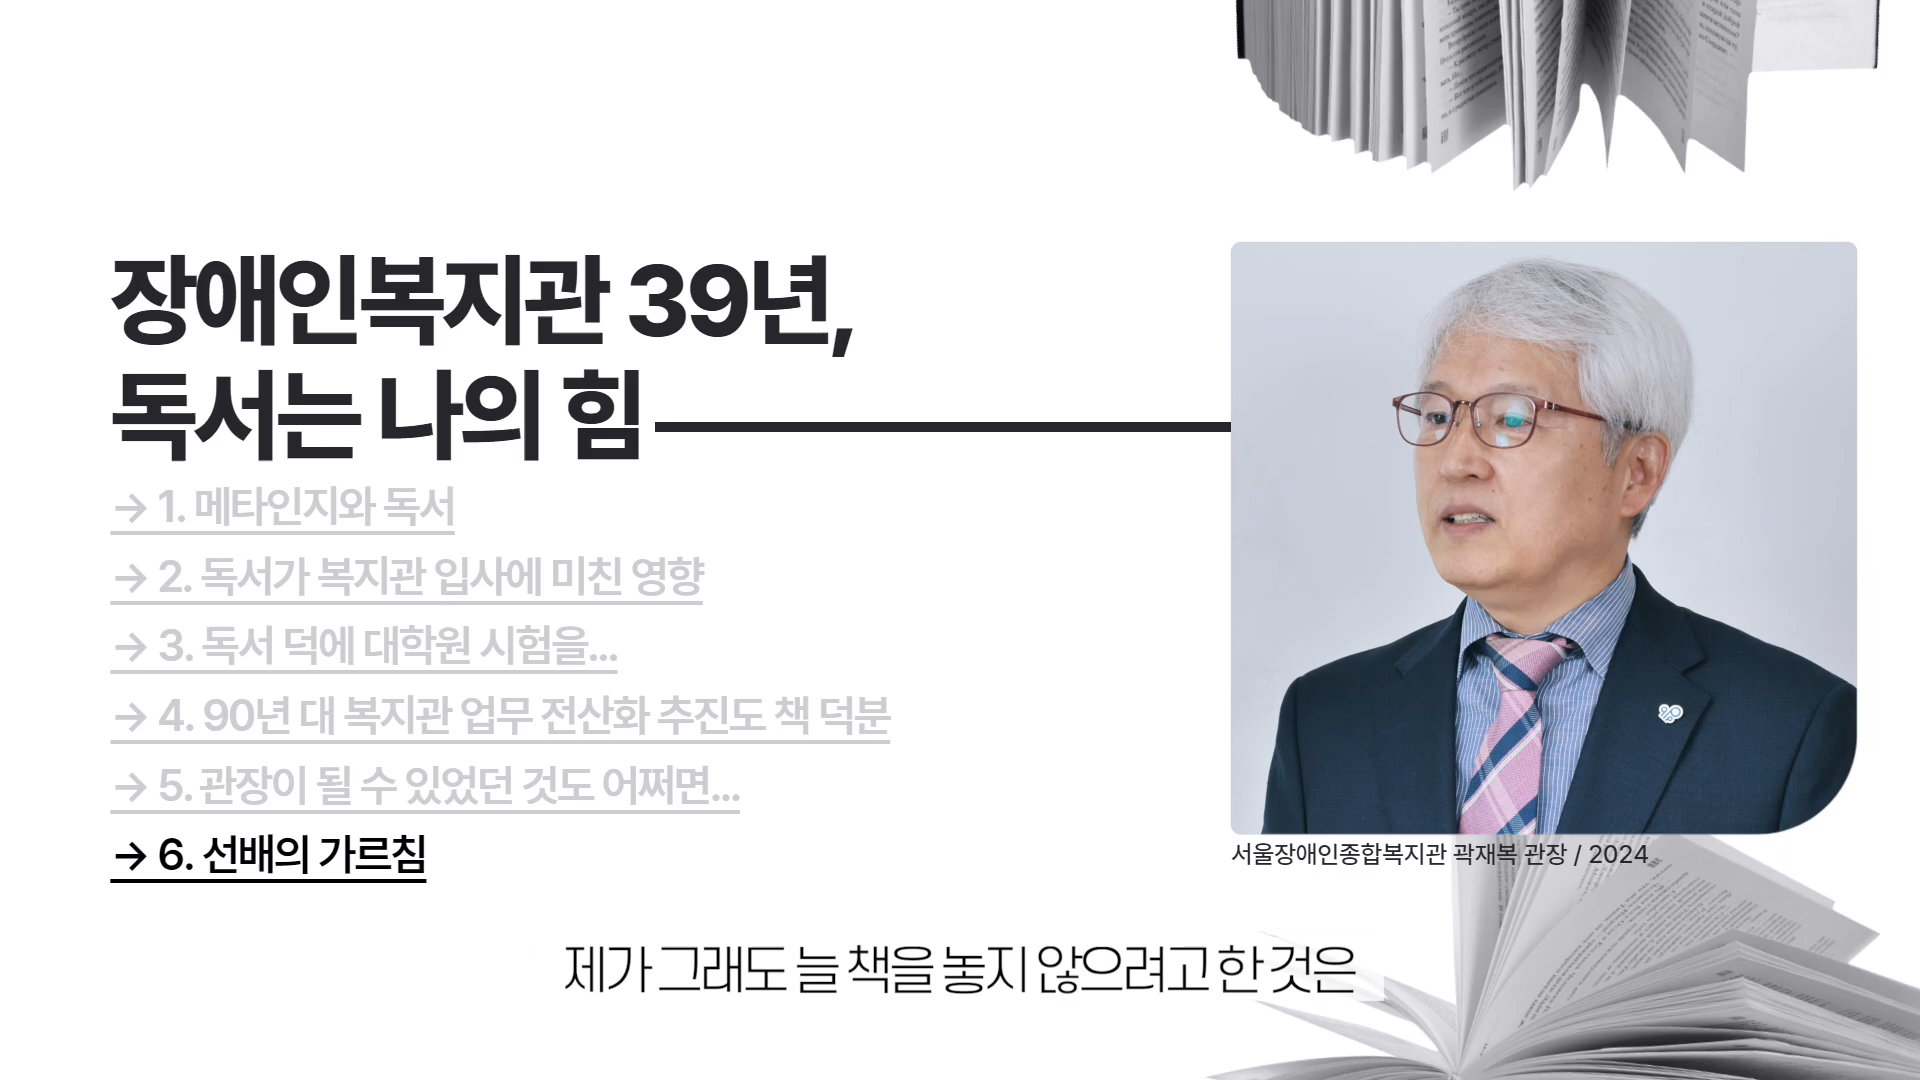 장애인복지관 39년,
독서는 나의 힘
→ 1. 메타인지와 독서
→ 2. 독서가 복지관 입사에 미친 영향
→ 3. 독서 덕에 대학원 시험을...
→ 4. 90년 대 복지관 업무 전산화 추진도 책 덕분
→ 5. 관장이 될 수 있었던 것도 어쩌면...
→ 6. 선배의 가르침
서울장애인종합복지관 곽재복 관장 / 2024
제가 그래도 늘 책을 놓지 않으려고 한 것은